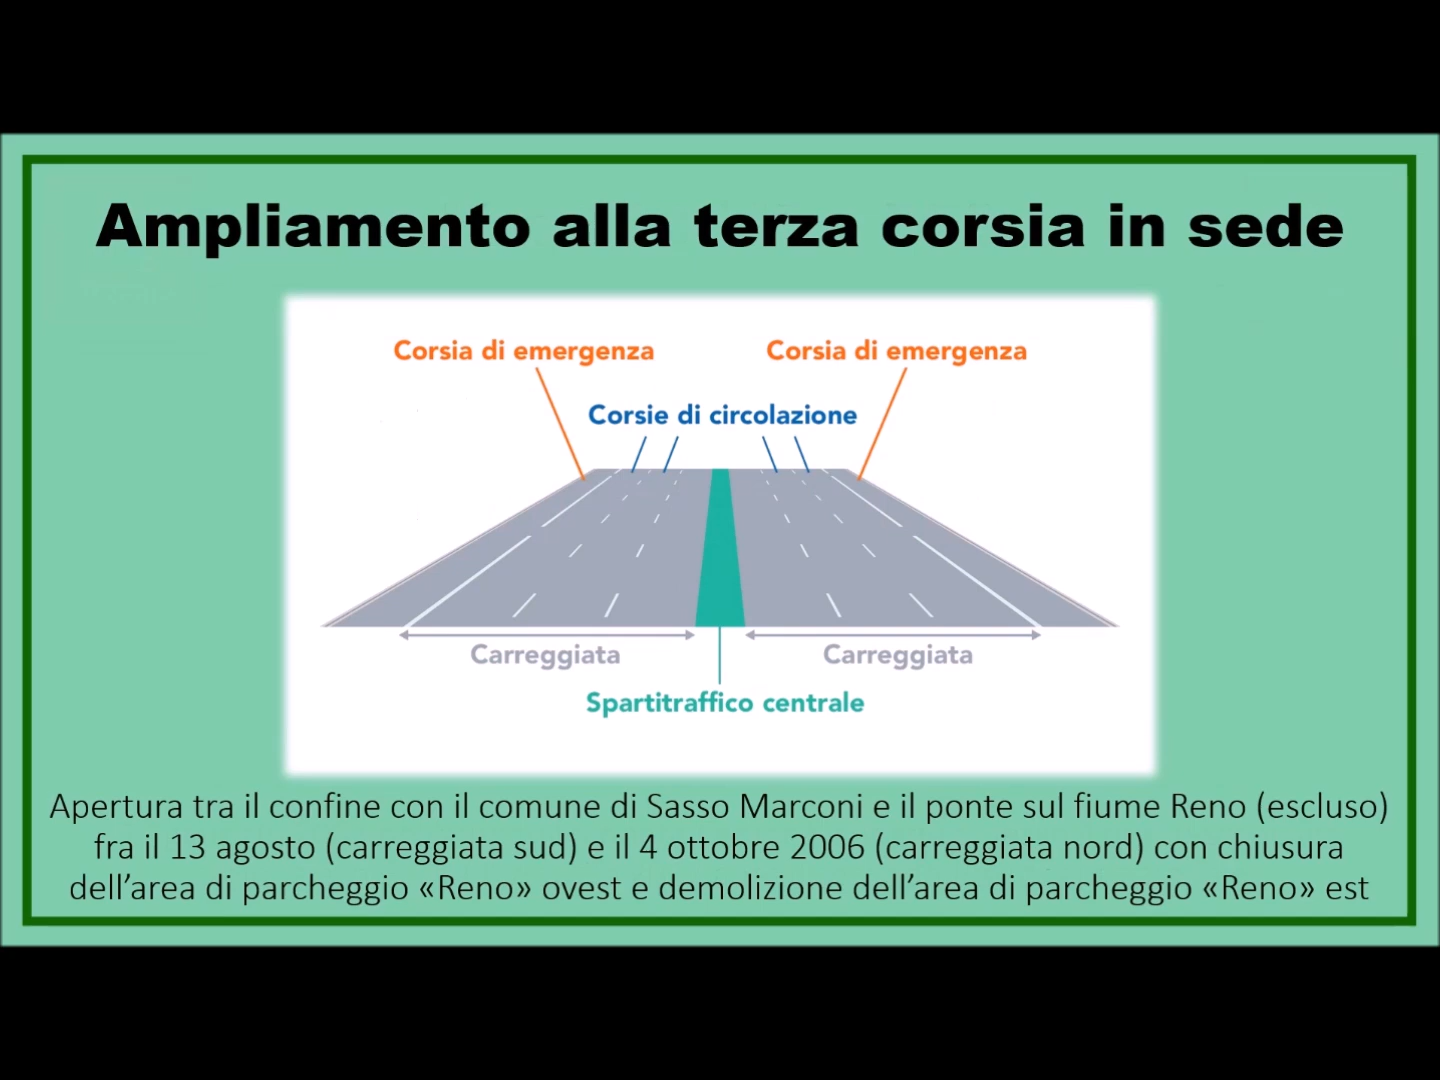 Ampliamento alla terza corsia in sede
Corsia di emergenza
Corsia di emergenza
Corsie di circolazione
Carreggiata
Carreggiata
Spartitraffico centrale
Apertura tra il confine con il comune di Sasso Marconi e il ponte sul fiume Reno (escluso)
fra il 13 agosto (carreggiata sud) e il 4 ottobre 2006 (carreggiata nord) con chiusura
dell’area di parcheggio «Reno» ovest e demolizione dell’area di parcheggio «Reno» est